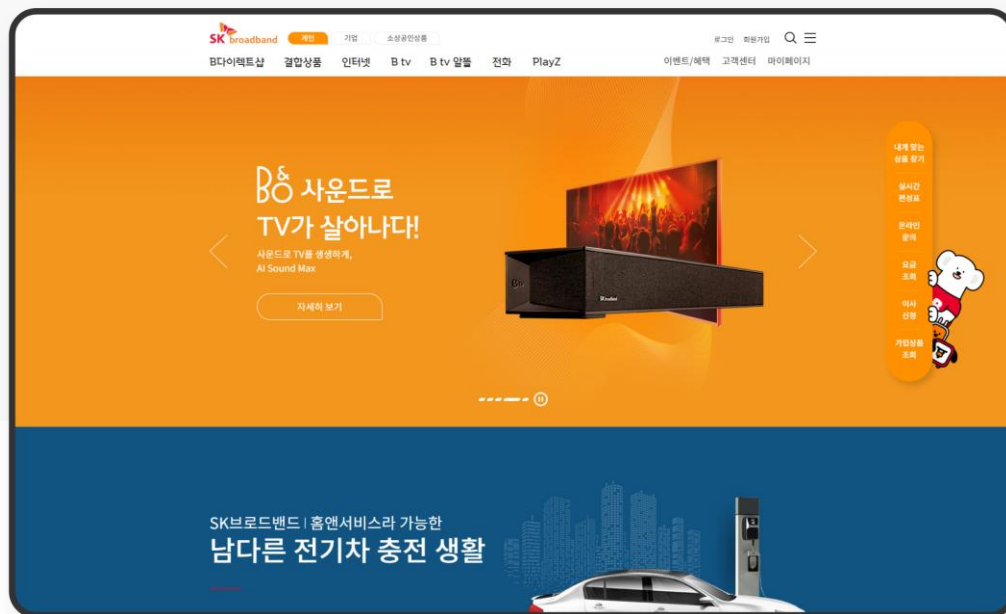 SK broadband 개인 기업 소상공인상품 로그인 회원가입
B다이렉트샵 결합상품 인터넷 B tv B tv 알뜰 전화 PlayZ 이벤트/혜택 고객센터 마이페이지
B&O 사운드로
TV가 살아나다!
사운드로 TV를 생생하게,
AI Sound Max
자세히 보기
내게 맞는
상품 찾기
실시간
편성표
온라인
문의
요금
조회
이사
신청
가입상품
조회
SK브로드밴드 | 홈앤서비스라 가능한
남다른 전기차 충전 생활